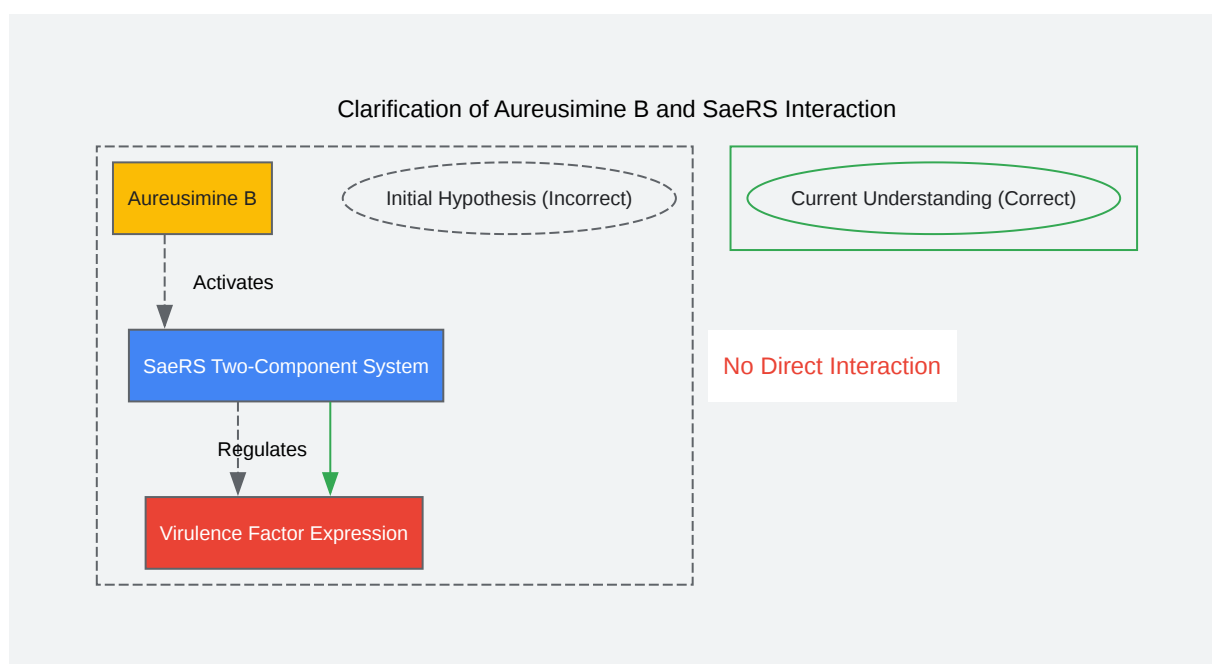 Clarification of Aureusimine B and SaeRS Interaction
Aureusimine B
Initial Hypothesis (Incorrect)
Current Understanding (Correct)
Activates
SaeRS Two-Component System
No Direct Interaction
Regulates
Virulence Factor Expression